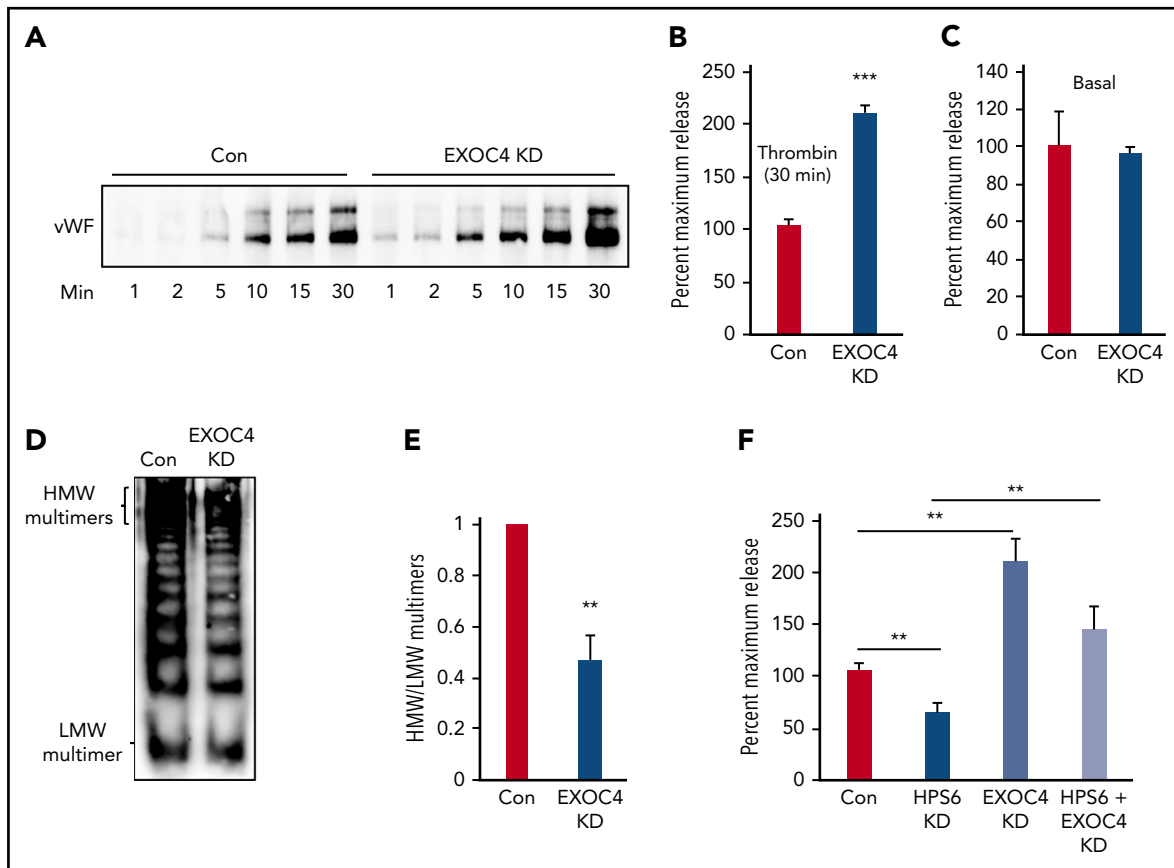 A
Con
EXOC4 KD
vWF
Min 1 2 5 10 15 30 1 2 5 10 15 30
B
Percent maximum release
250
200
150
100
50
0
***
Thrombin
(30 min)
Con
EXOC4
KD
C
Percent maximum release
140
120
100
80
60
40
20
0
Basal
Con
EXOC4
KD
D
Con
EXOC4
KD
HMW
multimers
LMW
multimer
E
HMW/LMW multimers
1
0.8
0.6
0.4
0.2
0
**
Con
EXOC4
KD
F
Percent maximum release
250
200
150
100
50
0
**
**
**
Con
HPS6
KD
EXOC4
KD
HPS6 +
EXOC4
KD